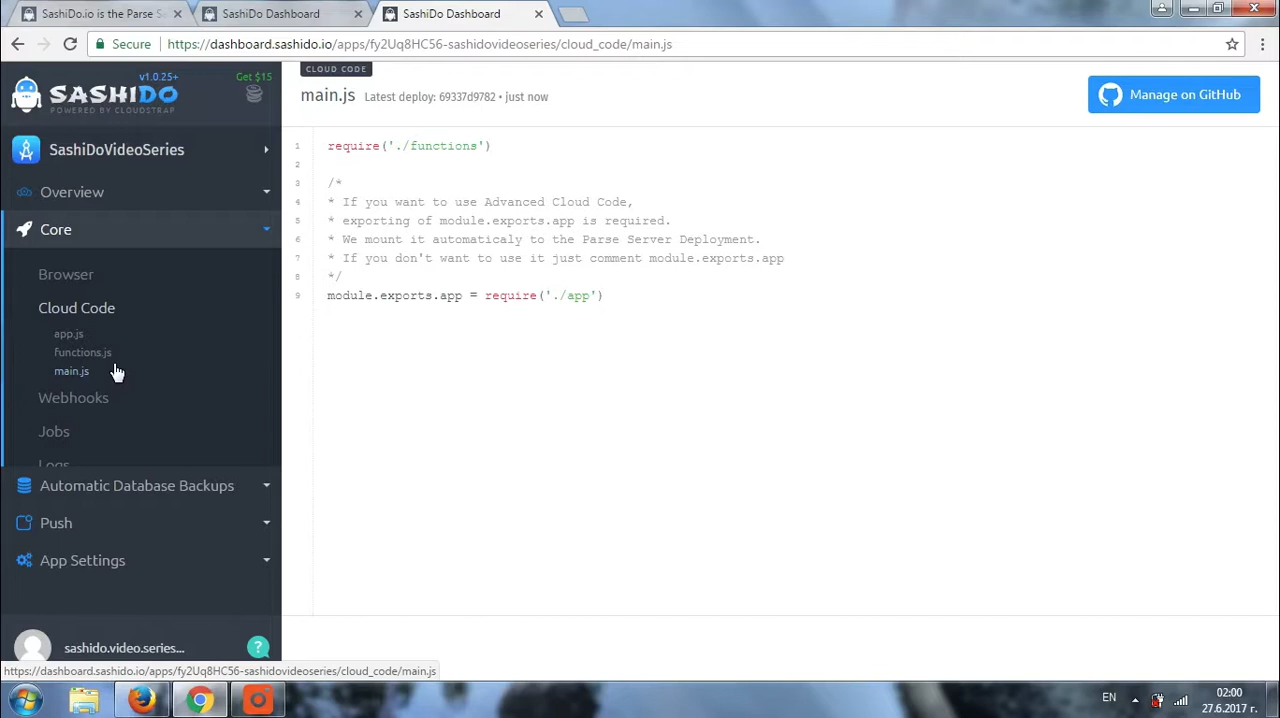 SashiDo.io is the Parse S
SashiDo Dashboard
SashiDo Dashboard
Secure
https://dashboard.sashido.io/apps/fy2Uq8HC56-sashidovideoseries/cloud_code/main.js
v1.0.25+
Get $15
SASHIDO
POWERED BY CLOUDSTRAP
SashiDoVideoSeries
Overview
Core
Browser
Cloud Code
app.js
functions.js
main.js
Webhooks
Jobs
Logs
Automatic Database Backups
Push
App Settings
sashido.video.series...
?
CLOUD CODE
main.js Latest deploy: 69337d9782 • just now
Manage on GitHub
1 require('./functions')
2
3 /*
4 * If you want to use Advanced Cloud Code,
5 * exporting of module.exports.app is required.
6 * We mount it automaticaly to the Parse Server Deployment.
7 * If you don't want to use it just comment module.exports.app
8 */
9 module.exports.app = require('./app')
https://dashboard.sashido.io/apps/fy2Uq8HC56-sashidovideoseries/cloud_code/main.js
EN
02:00
27.6.2017 г.